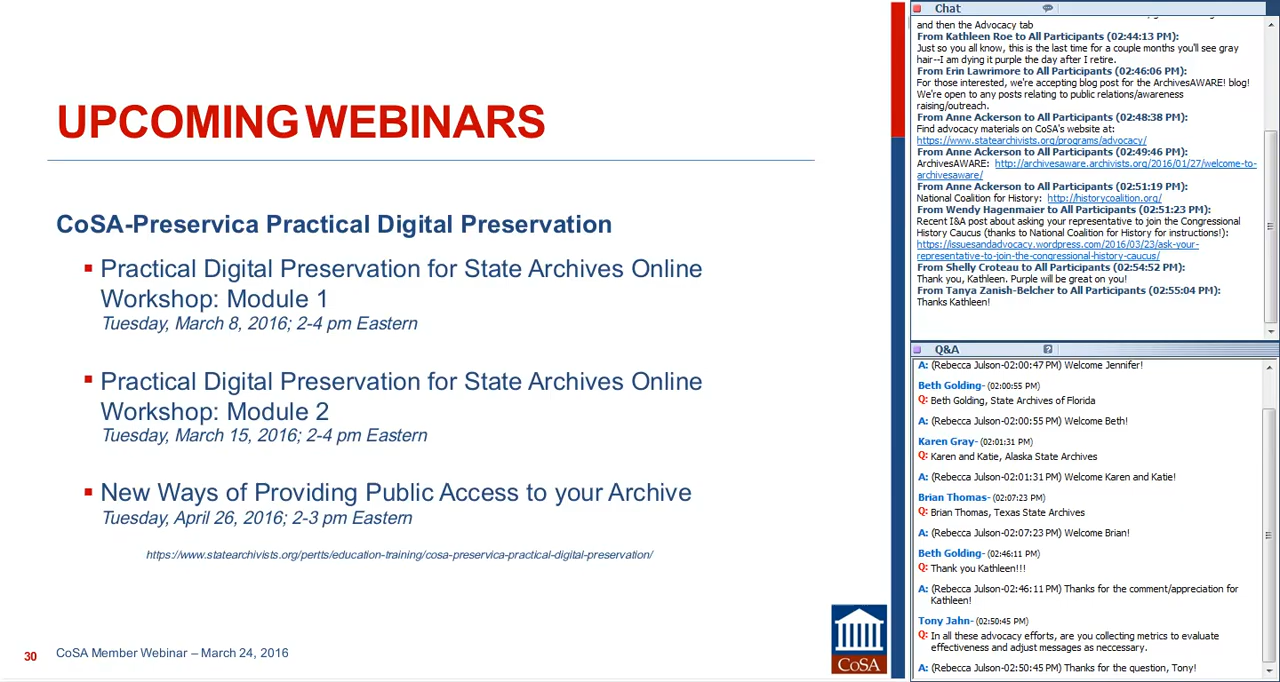 UPCOMING WEBINARS
CoSA-Preservica Practical Digital Preservation
Practical Digital Preservation for State Archives Online
Workshop: Module 1
Tuesday, March 8, 2016; 2-4 pm Eastern
Practical Digital Preservation for State Archives Online
Workshop: Module 2
Tuesday, March 15, 2016; 2-4 pm Eastern
New Ways of Providing Public Access to your Archive
Tuesday, April 26, 2016; 2-3 pm Eastern
https://www.statearchivists.org/pertts/education-training/cosa-preservica-practical-digital-preservation/
CoSA
30
CoSA Member Webinar – March 24, 2016
Chat
and then the Advocacy tab
From Kathleen Roe to All Participants (02:44:13 PM):
Just so you all know, this is the last time for a couple months you'll see gray
hair--I am dying it purple the day after I retire.
From Erin Lawrimore to All Participants (02:46:06 PM):
For those interested, we're accepting blog post for the ArchivesAWARE! blog!
We're open to any posts relating to public relations/awareness
raising/outreach.
From Anne Ackerson to All Participants (02:48:38 PM):
Find advocacy materials on CoSA's website at:
https://www.statearchivists.org/programs/advocacy/
From Anne Ackerson to All Participants (02:49:46 PM):
ArchivesAWARE: http://archivesaware.archivists.org/2016/01/27/welcome-to-
archivesaware/
From Anne Ackerson to All Participants (02:51:19 PM):
National Coalition for History: http://historycoalition.org/
From Wendy Hagenmaier to All Participants (02:51:23 PM):
Recent I&A post about asking your representative to join the Congressional
History Caucus (thanks to National Coalition for History for instructions!):
https://issuesandadvocacy.wordpress.com/2016/03/23/ask-your-
representative-to-join-the-congressional-history-caucus/
From Shelly Croteau to All Participants (02:54:52 PM):
Thank you, Kathleen. Purple will be great on you!
From Tanya Zanish-Belcher to All Participants (02:55:04 PM):
Thanks Kathleen!
Q&A
A: (Rebecca Julson-02:00:47 PM) Welcome Jennifer!
Beth Golding- (02:00:55 PM)
Q: Beth Golding, State Archives of Florida
A: (Rebecca Julson-02:00:55 PM) Welcome Beth!
Karen Gray- (02:01:31 PM)
Q: Karen and Katie, Alaska State Archives
A: (Rebecca Julson-02:01:31 PM) Welcome Karen and Katie!
Brian Thomas- (02:07:23 PM)
Q: Brian Thomas, Texas State Archives
A: (Rebecca Julson-02:07:23 PM) Welcome Brian!
Beth Golding- (02:46:11 PM)
Q: Thank you Kathleen!!!
A: (Rebecca Julson-02:46:11 PM) Thanks for the comment/appreciation for
Kathleen!
Tony Jahn- (02:50:45 PM)
Q: In all these advocacy efforts, are you collecting metrics to evaluate
effectiveness and adjust messages as neccessary.
A: (Rebecca Julson-02:50:45 PM) Thanks for the question, Tony!